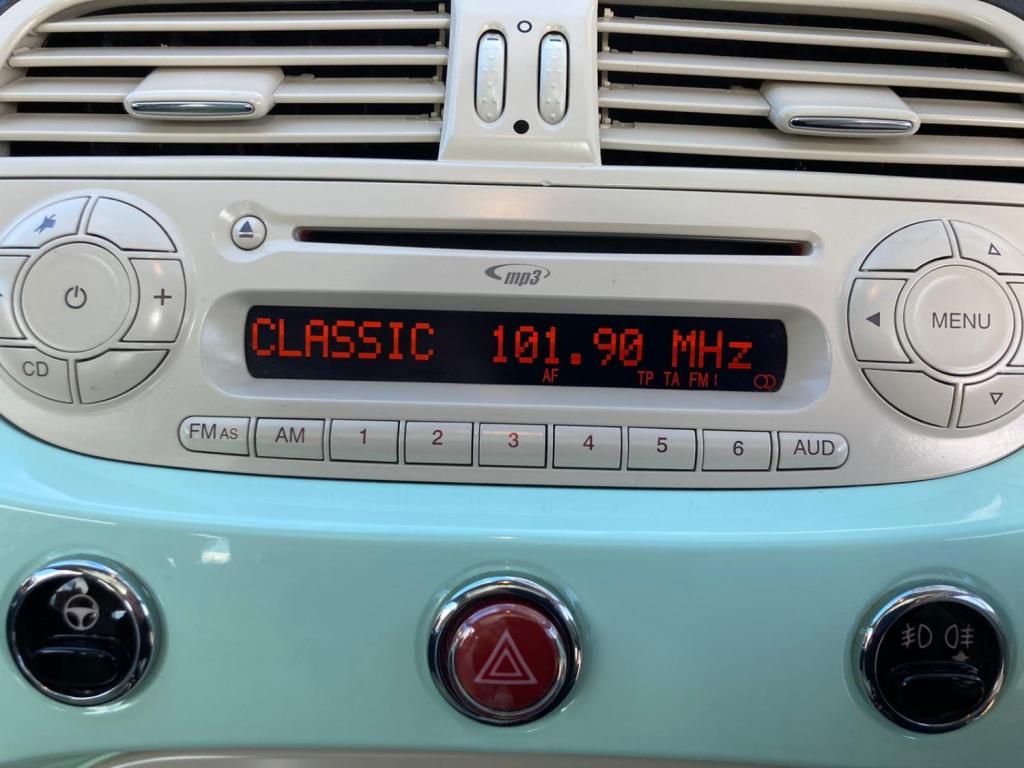 mp3
CLASSIC 101.90 MHz
AF TP TA FM1
CD
MENU
FM AS AM 1 2 3 4 5 6 AUD